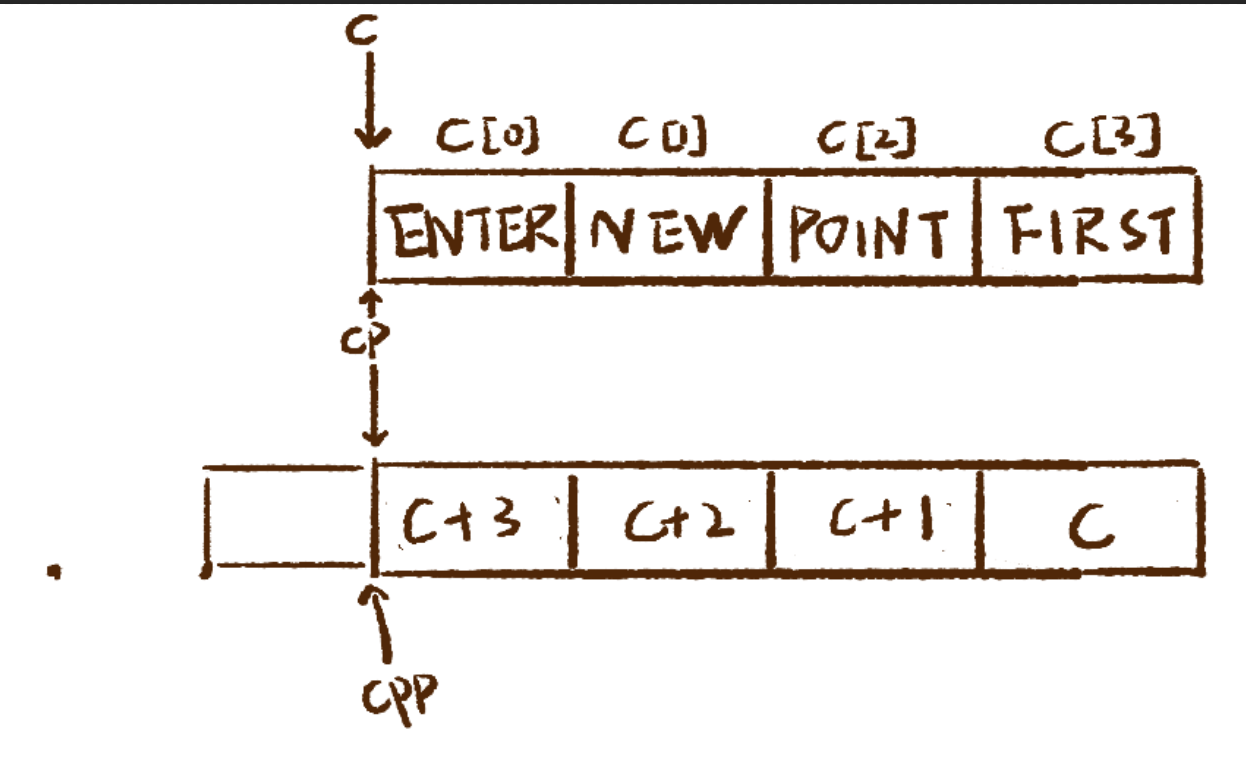 C
C[0] C[1] C[2] C[3]
ENTER NEW POINT FIRST
CP
C+3 C+2 C+1 C
CPP